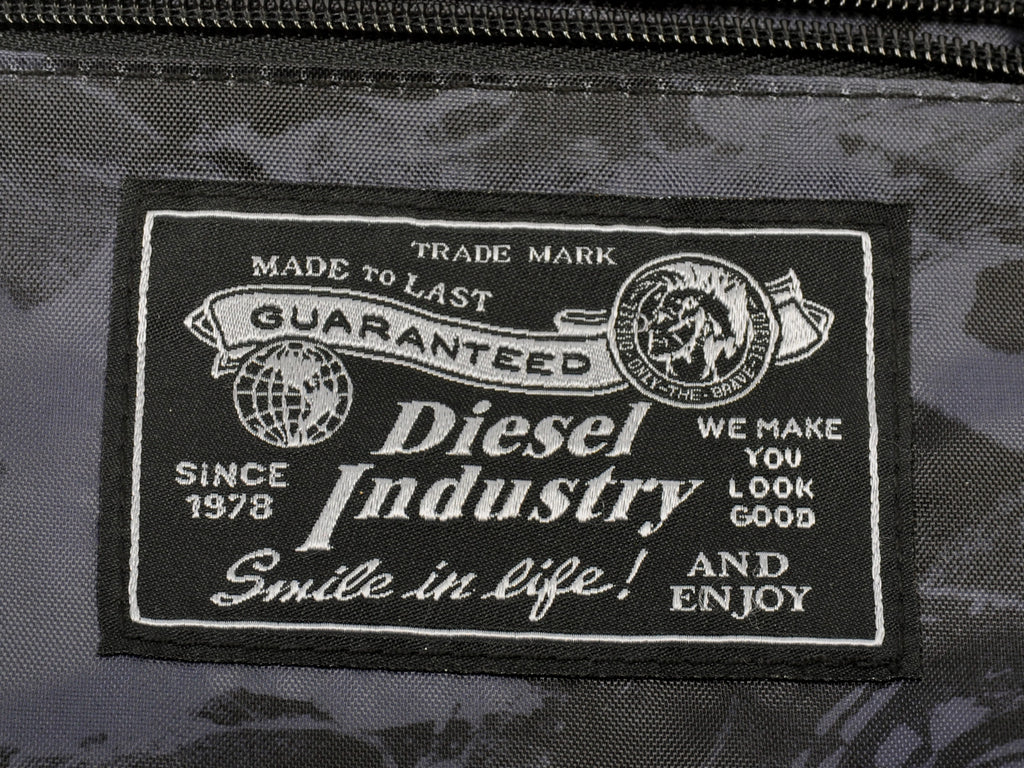 TRADE MARK
MADE TO LAST
GUARANTEED
DIESEL
DIESEL
ONLY-THE-BRAVE
Diesel
Industry
SINCE
1978
WE MAKE
YOU
LOOK
GOOD
Smile in life!
AND
ENJOY